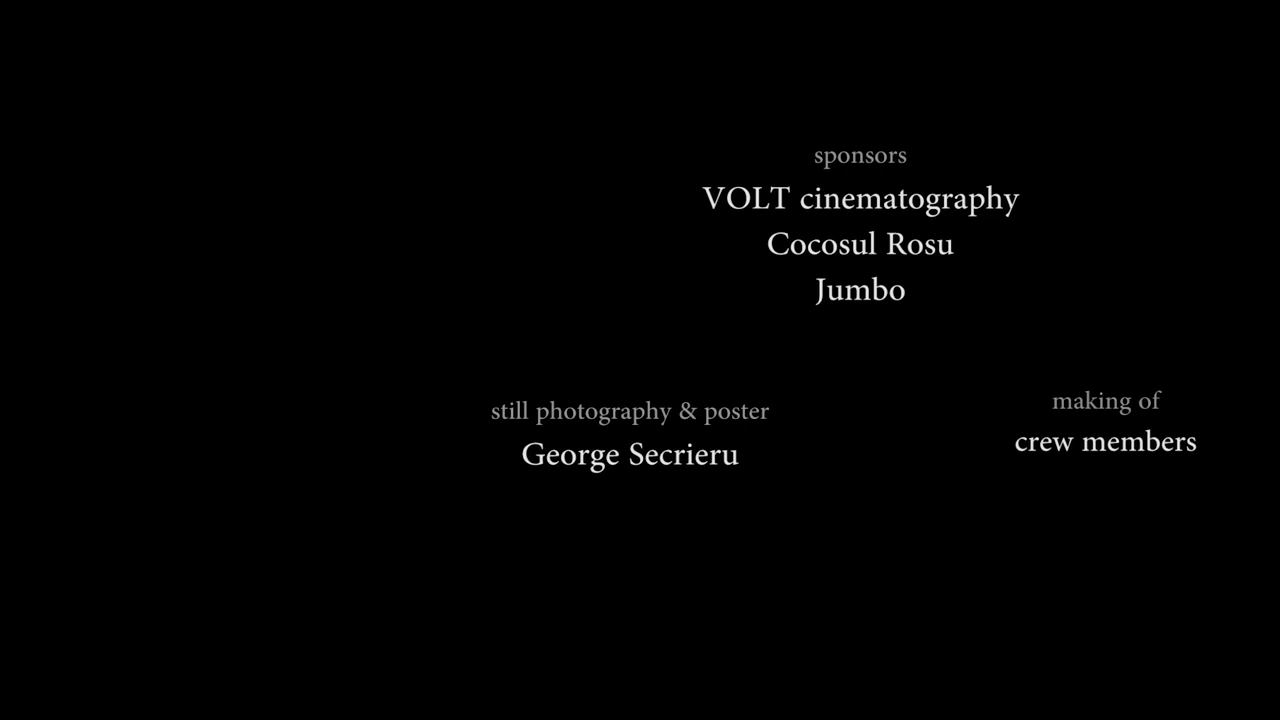 sponsors
VOLT cinematography
Cocosul Rosu
Jumbo
still photography & poster
George Secrieru
making of
crew members